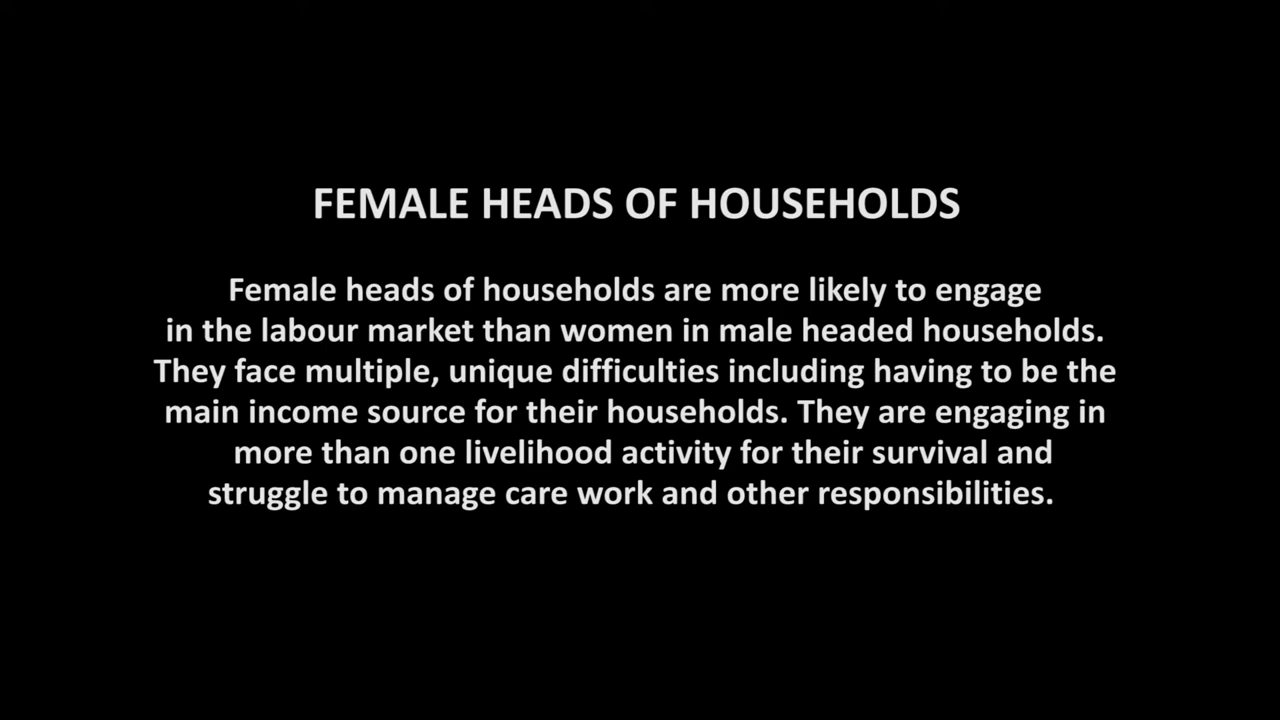 FEMALE HEADS OF HOUSEHOLDS
Female heads of households are more likely to engage
in the labour market than women in male headed households.
They face multiple, unique difficulties including having to be the
main income source for their households. They are engaging in
more than one livelihood activity for their survival and
struggle to manage care work and other responsibilities.